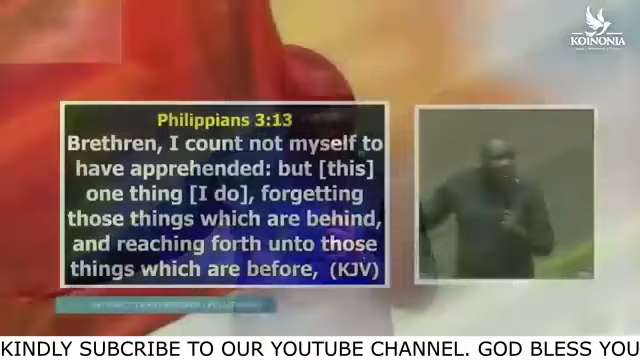 KOINONIA
Philippians 3:13
Brethren, I count not myself to
have apprehended: but [this]
one thing [I do], forgetting
those things which are behind,
and reaching forth unto those
things which are before, (KJV)
KINDLY SUBCRIBE TO OUR YOUTUBE CHANNEL. GOD BLESS YOU